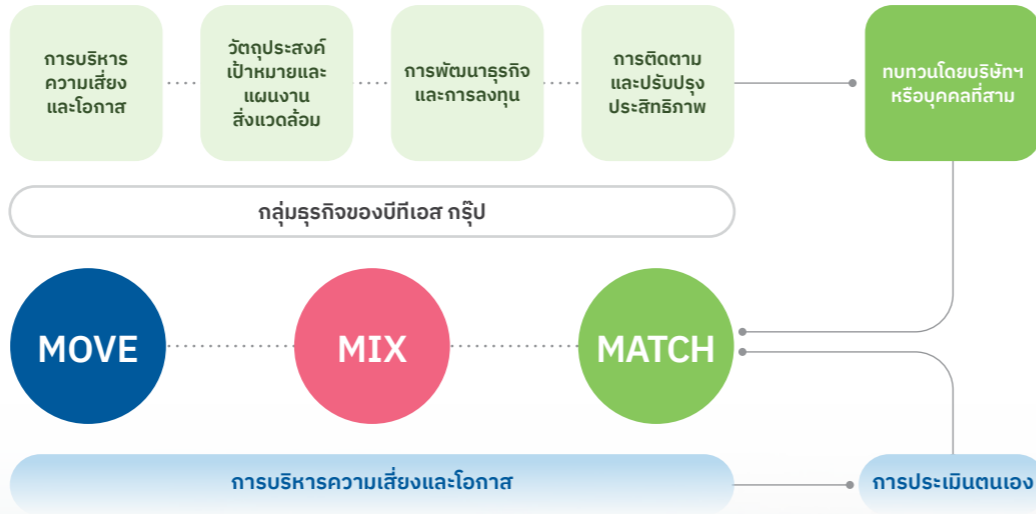 การบริหาร
ความเสี่ยง
และโอกาส
วัตถุประสงค์
เป้าหมายและ
แผนงาน
สิ่งแวดล้อม
การพัฒนาธุรกิจ
และการลงทุน
การติดตาม
และปรับปรุง
ประสิทธิภาพ
ทบทวนโดยบริษัทฯ
หรือบุคคลที่สาม
กลุ่มธุรกิจของบีทีเอส กรุ๊ป
MOVE
MIX
MATCH
การบริหารความเสี่ยงและโอกาส
การประเมินตนเอง